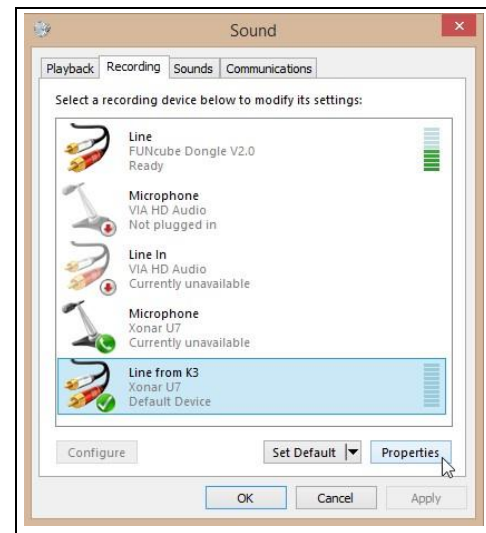 Sound
Playback Recording Sounds Communications
Select a recording device below to modify its settings:
Line
FUNcube Dongle V2.0
Ready
Microphone
VIA HD Audio
Not plugged in
Line In
VIA HD Audio
Currently unavailable
Microphone
Xonar U7
Currently unavailable
Line from K3
Xonar U7
Default Device
Configure Set Default Properties
OK Cancel Apply